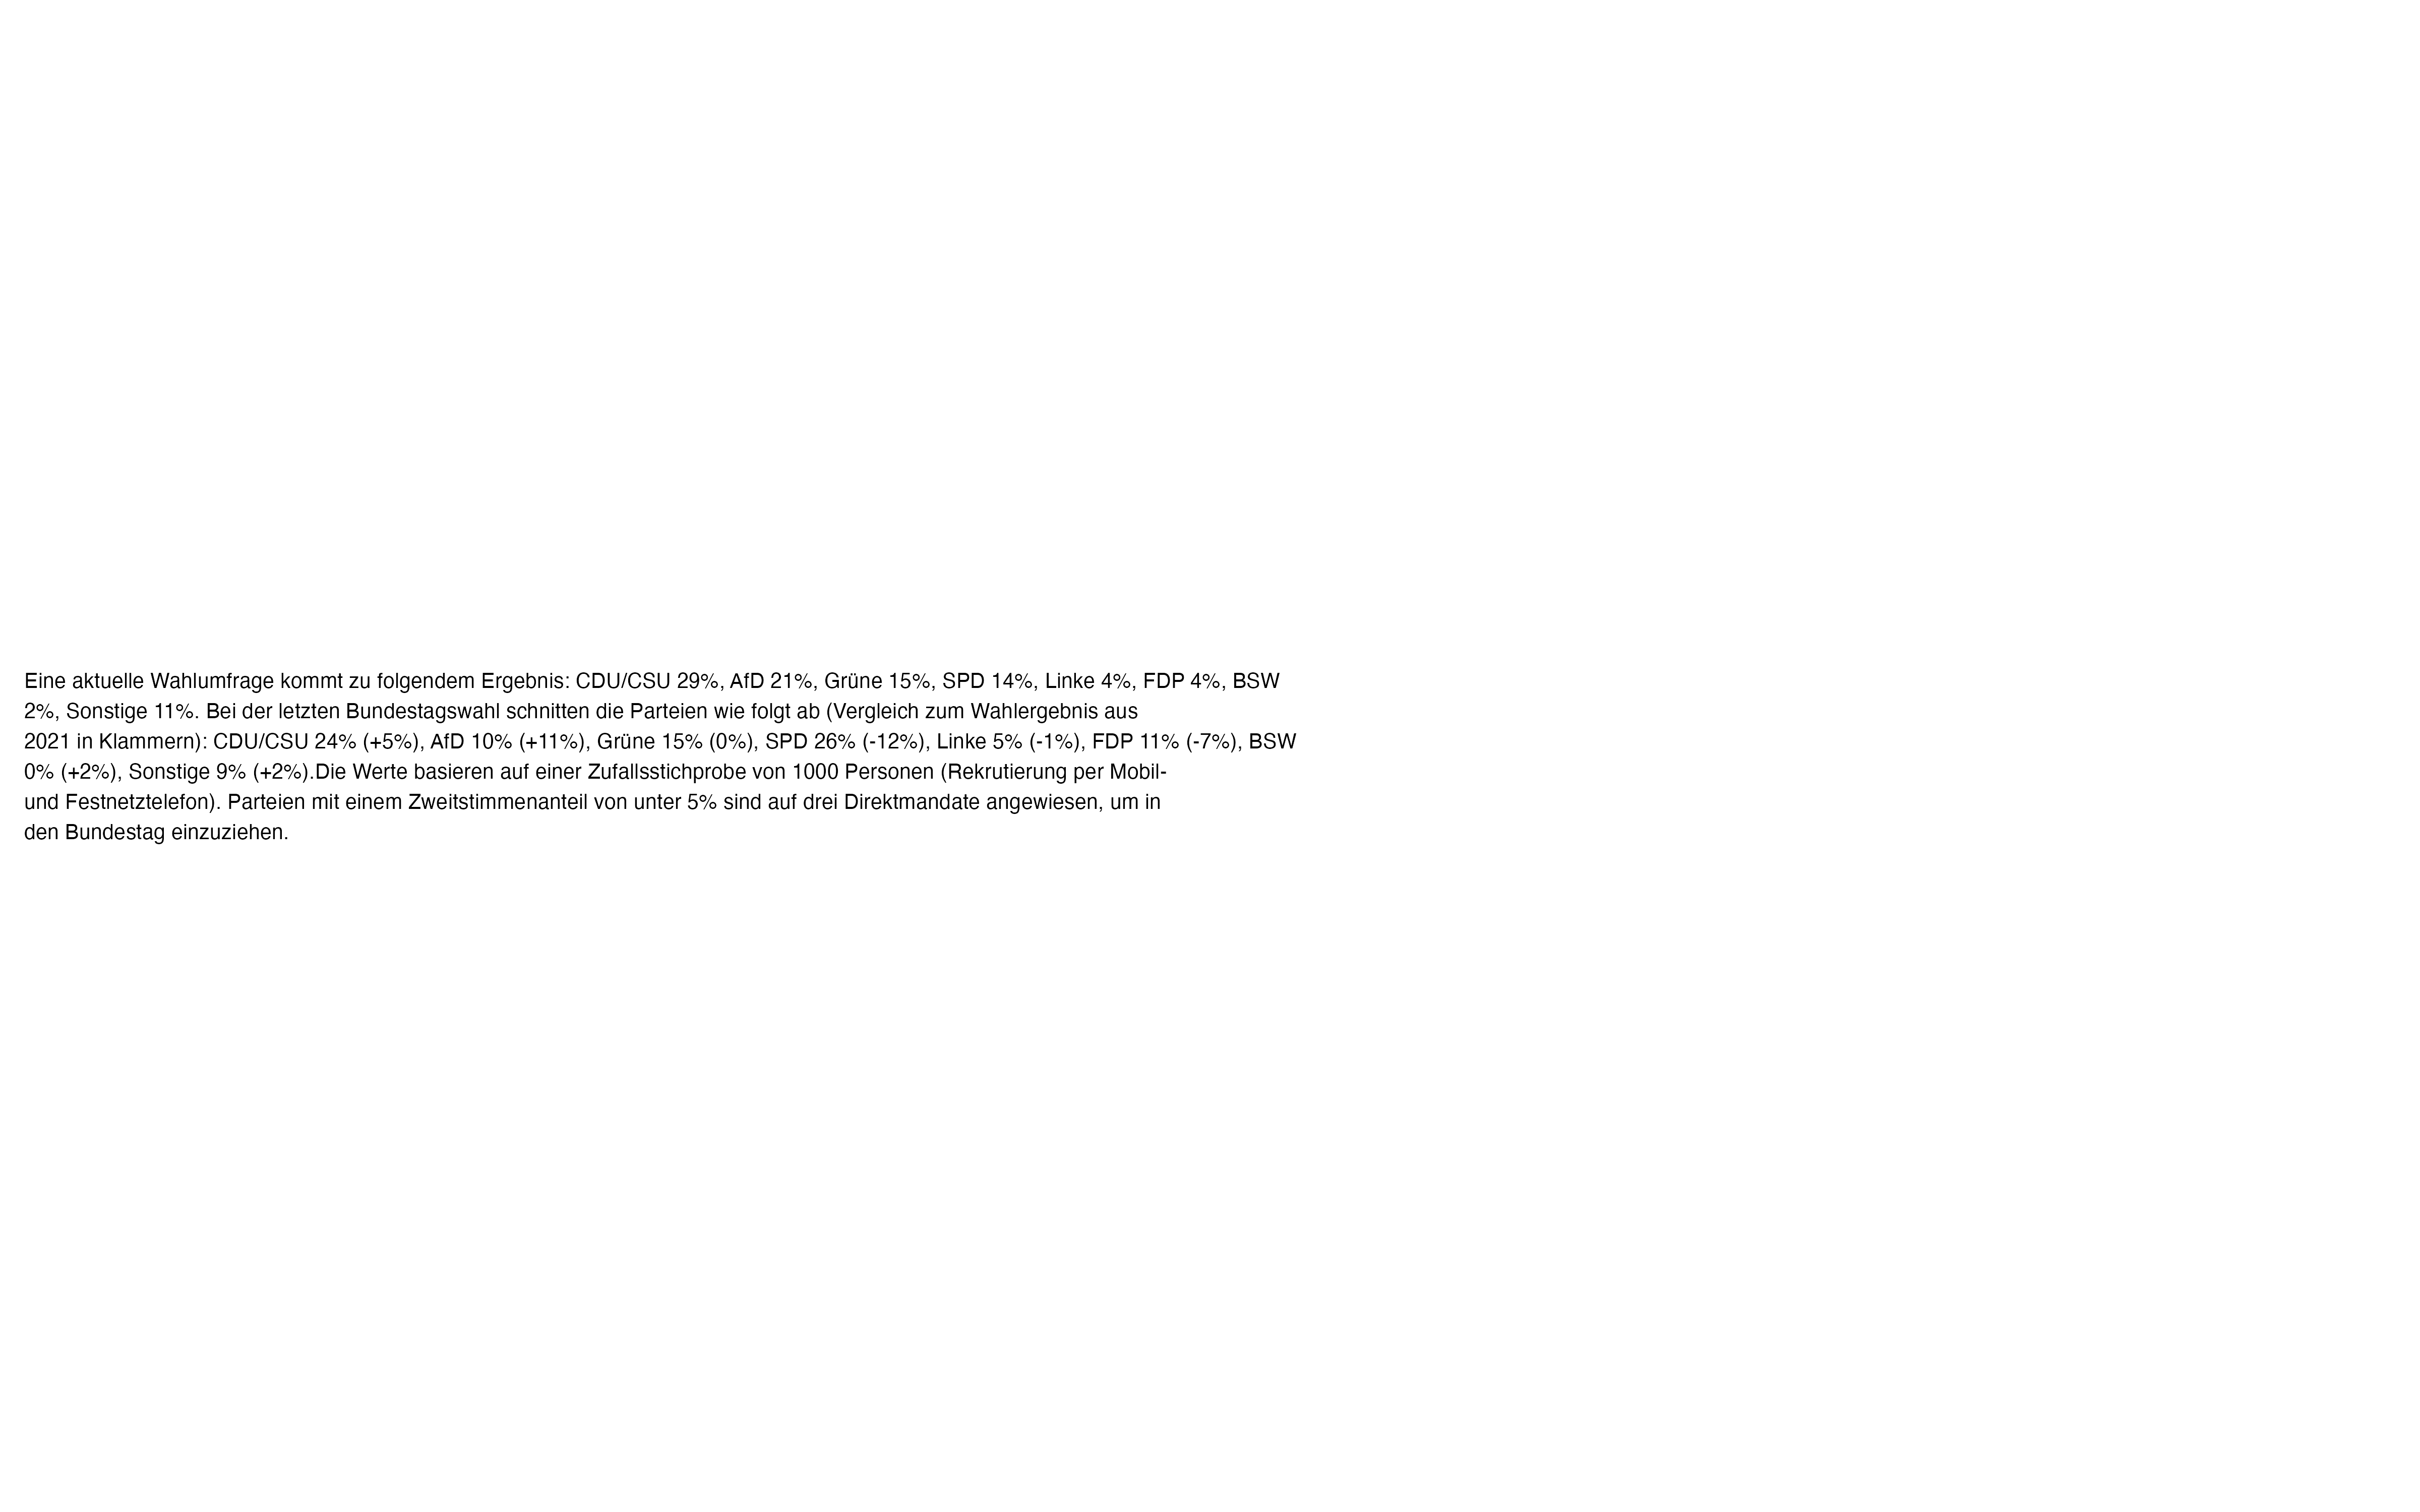 Eine aktuelle Wahlumfrage kommt zu folgendem Ergebnis: CDU/CSU 29%, AfD 21%, Grüne 15%, SPD 14%, Linke 4%, FDP 4%, BSW
2%, Sonstige 11%. Bei der letzten Bundestagswahl schnitten die Parteien wie folgt ab (Vergleich zum Wahlergebnis aus
2021 in Klammern): CDU/CSU 24% (+5%), AfD 10% (+11%), Grüne 15% (0%), SPD 26% (-12%), Linke 5% (-1%), FDP 11% (-7%), BSW
0% (+2%), Sonstige 9% (+2%).Die Werte basieren auf einer Zufallsstichprobe von 1000 Personen (Rekrutierung per Mobil-
und Festnetztelefon). Parteien mit einem Zweitstimmenanteil von unter 5% sind auf drei Direktmandate angewiesen, um in
den Bundestag einzuziehen.